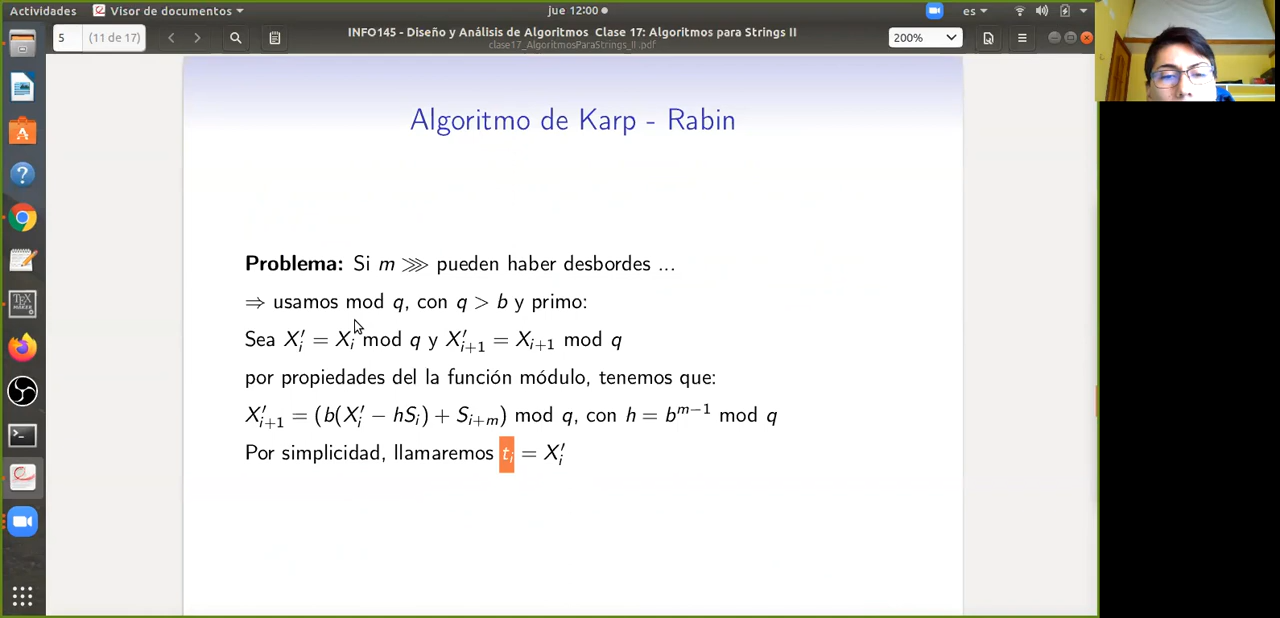 Actividades
Visor de documentos
jue 12:00
es
5
(11 de 17)
INFO145 - Diseño y Análisis de Algoritmos Clase 17: Algoritmos para Strings II
clase17_AlgoritmosParaStrings_II_.pdf
200%
Algoritmo de Karp - Rabin
Problema: Si m ⋙ pueden haber desbordes ...
⇒ usamos mod q, con q > b y primo:
Sea X′ᵢ = Xᵢ mod q y X′ᵢ₊₁ = Xᵢ₊₁ mod q
por propiedades del la función módulo, tenemos que:
X′ᵢ₊₁ = (b(X′ᵢ − hSᵢ) + Sᵢ₊ₘ) mod q, con h = bᵐ⁻¹ mod q
Por simplicidad, llamaremos tᵢ = X′ᵢ